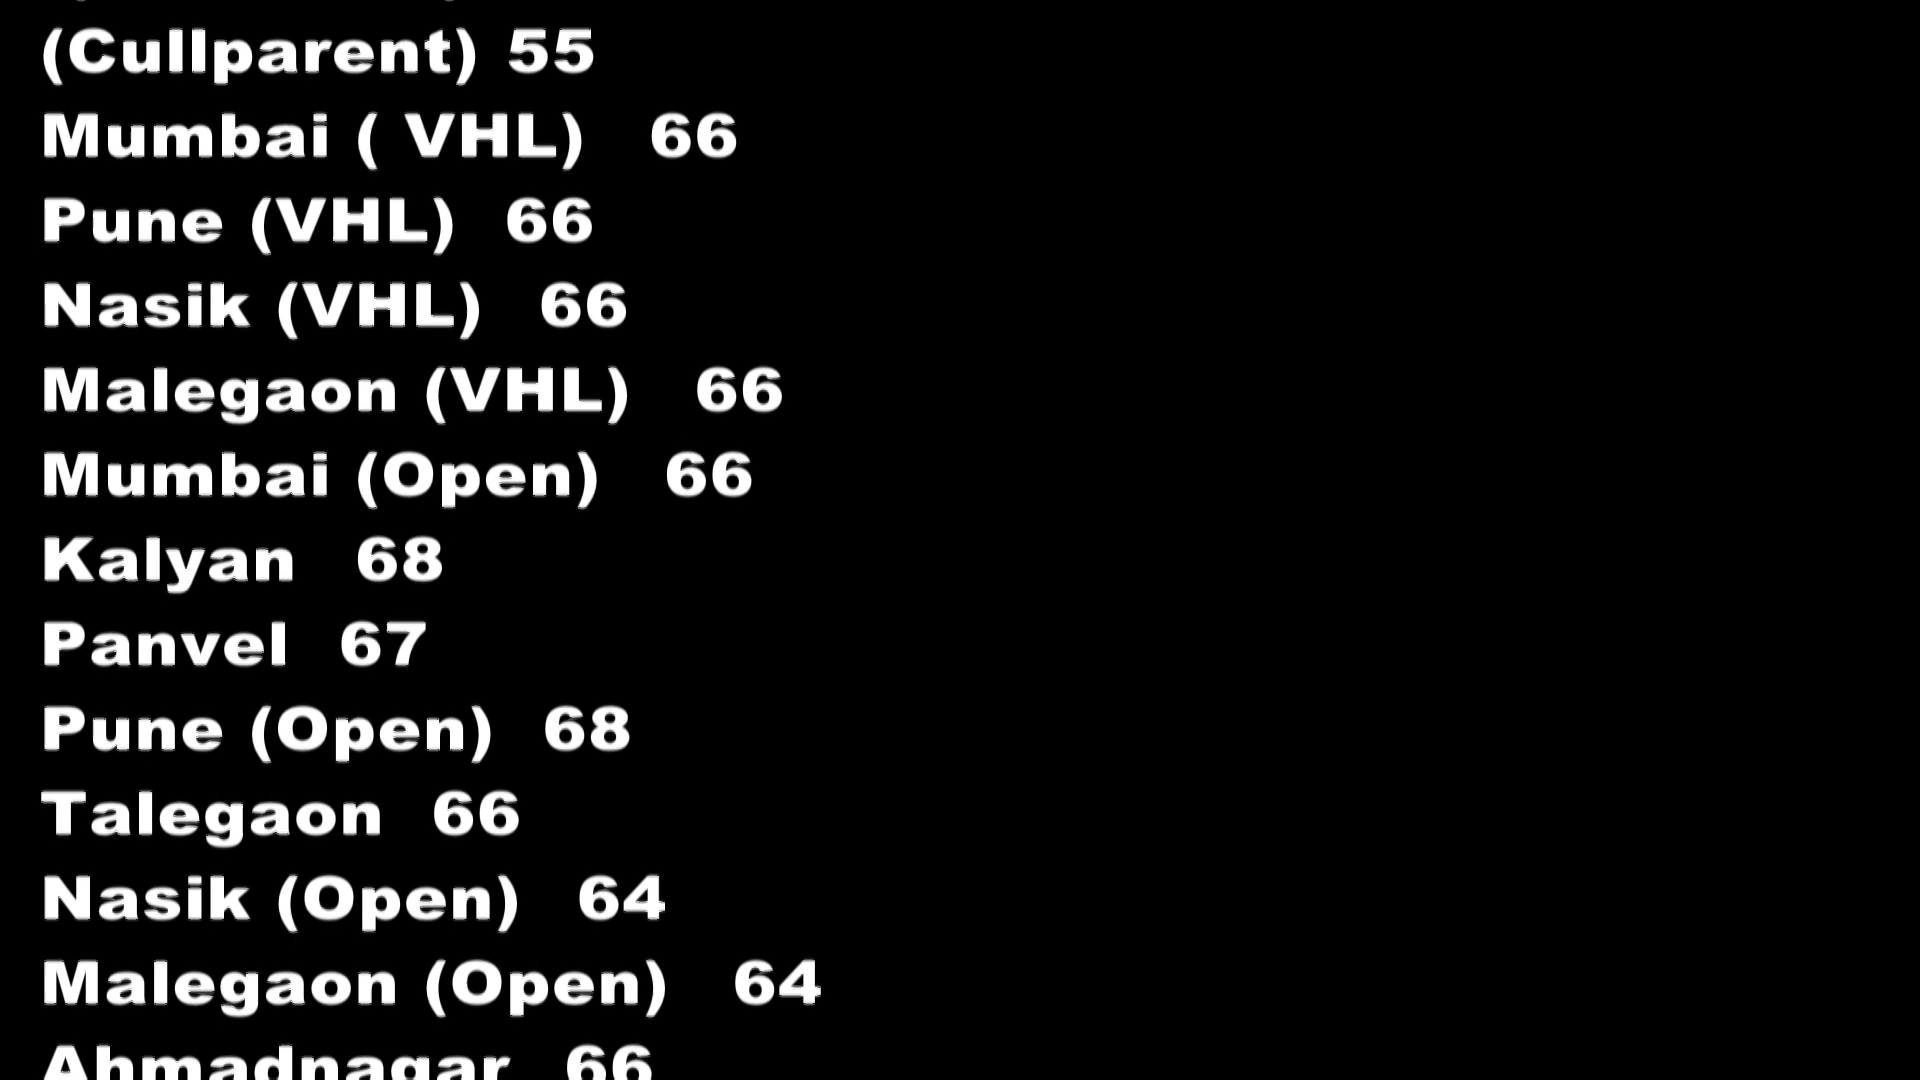 (Cullparent) 55
Mumbai ( VHL) 66
Pune (VHL) 66
Nasik (VHL) 66
Malegaon (VHL) 66
Mumbai (Open) 66
Kalyan 68
Panvel 67
Pune (Open) 68
Talegaon 66
Nasik (Open) 64
Malegaon (Open) 64
Ahmadnagar 66